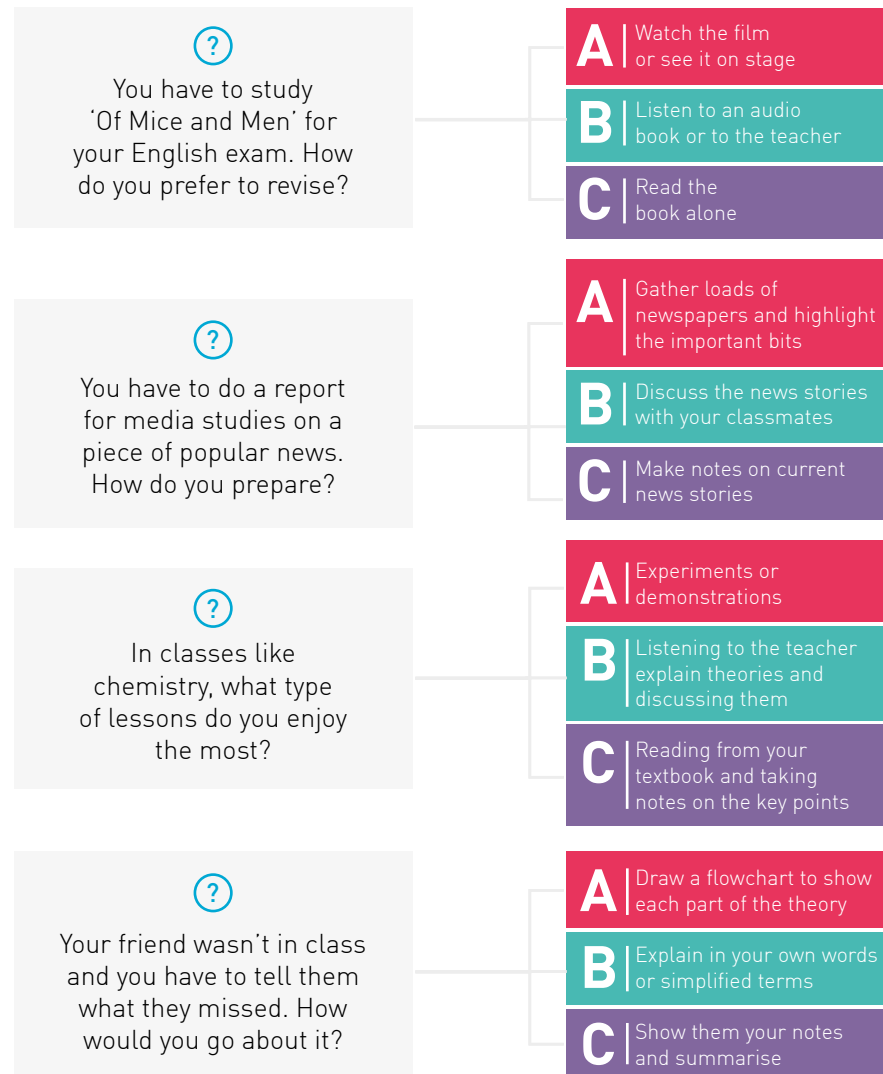 ?
You have to study
‘Of Mice and Men’ for
your English exam. How
do you prefer to revise?
A
Watch the film
or see it on stage
B
Listen to an audio
book or to the teacher
C
Read the
book alone
?
You have to do a report
for media studies on a
piece of popular news.
How do you prepare?
A
Gather loads of
newspapers and highlight
the important bits
B
Discuss the news stories
with your classmates
C
Make notes on current
news stories
?
In classes like
chemistry, what type
of lessons do you enjoy
the most?
A
Experiments or
demonstrations
B
Listening to the teacher
explain theories and
discussing them
C
Reading from your
textbook and taking
notes on the key points
?
Your friend wasn’t in class
and you have to tell them
what they missed. How
would you go about it?
A
Draw a flowchart to show
each part of the theory
B
Explain in your own words
or simplified terms
C
Show them your notes
and summarise